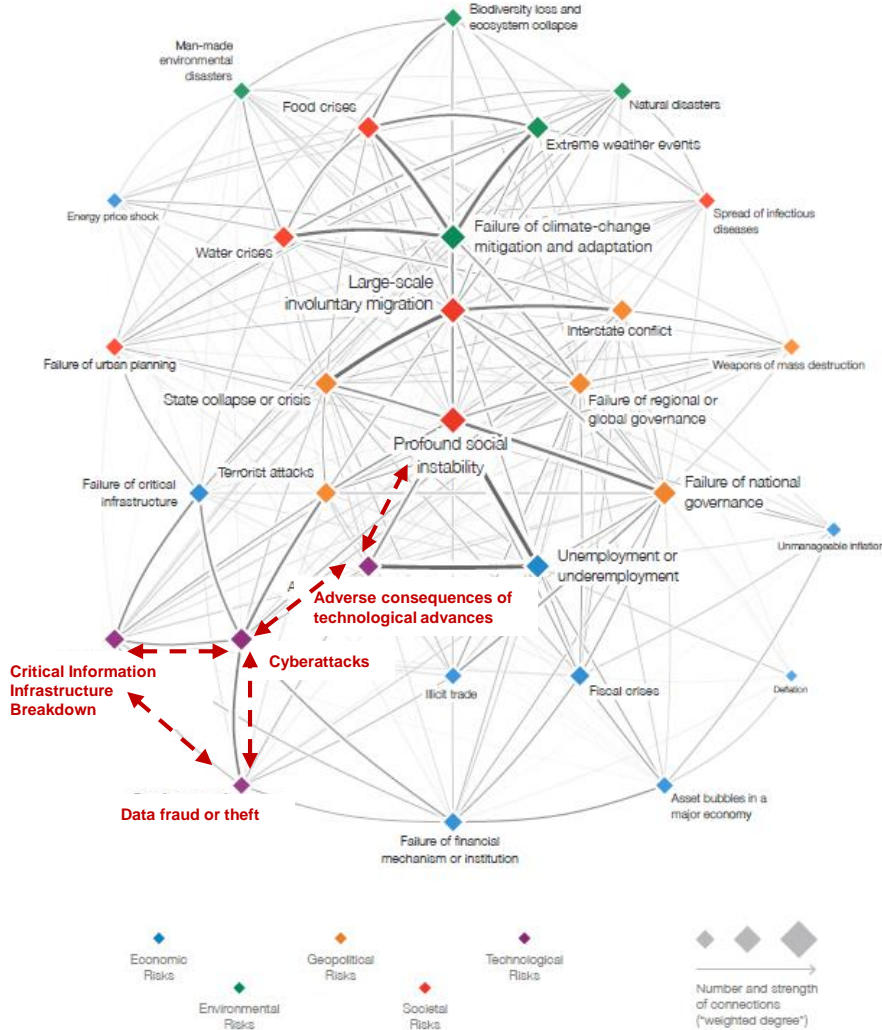 Biodiversity loss and
ecosystem collapse
Man-made
environmental
disasters
Food crises
Natural disasters
Extreme weather events
Energy price shock
Spread of infectious
diseases
Water crises
Failure of climate-change
mitigation and adaptation
Large-scale
involuntary migration
Interstate conflict
Failure of urban planning
Weapons of mass destruction
State collapse or crisis
Failure of regional or
global governance
Profound social
instability
Failure of critical
infrastructure
Terrorist attacks
Failure of national
governance
Unmanageable inflation
Unemployment or
underemployment
Adverse consequences of
technological advances
Critical Information
Infrastructure
Breakdown
Cyberattacks
Illicit trade
Fiscal crises
Deflation
Data fraud or theft
Asset bubbles in a
major economy
Failure of financial
mechanism or institution
Economic
Risks
Geopolitical
Risks
Technological
Risks
Environmental
Risks
Societal
Risks
Number and strength
of connections
("weighted degree")